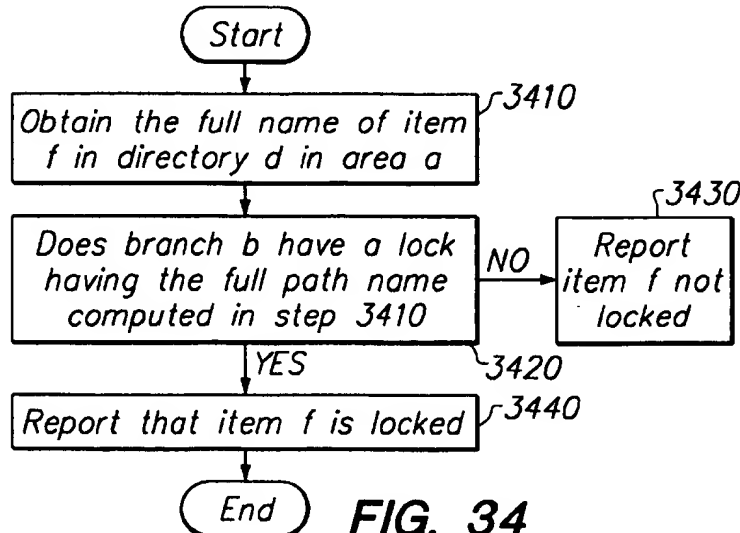 Start
3410
Obtain the full name of item
f in directory d in area a
3430
Does branch b have a lock
having the full path name
computed in step 3410
NO
Report
item f not
locked
YES
3420
3440
Report that item f is locked
End
FIG. 34